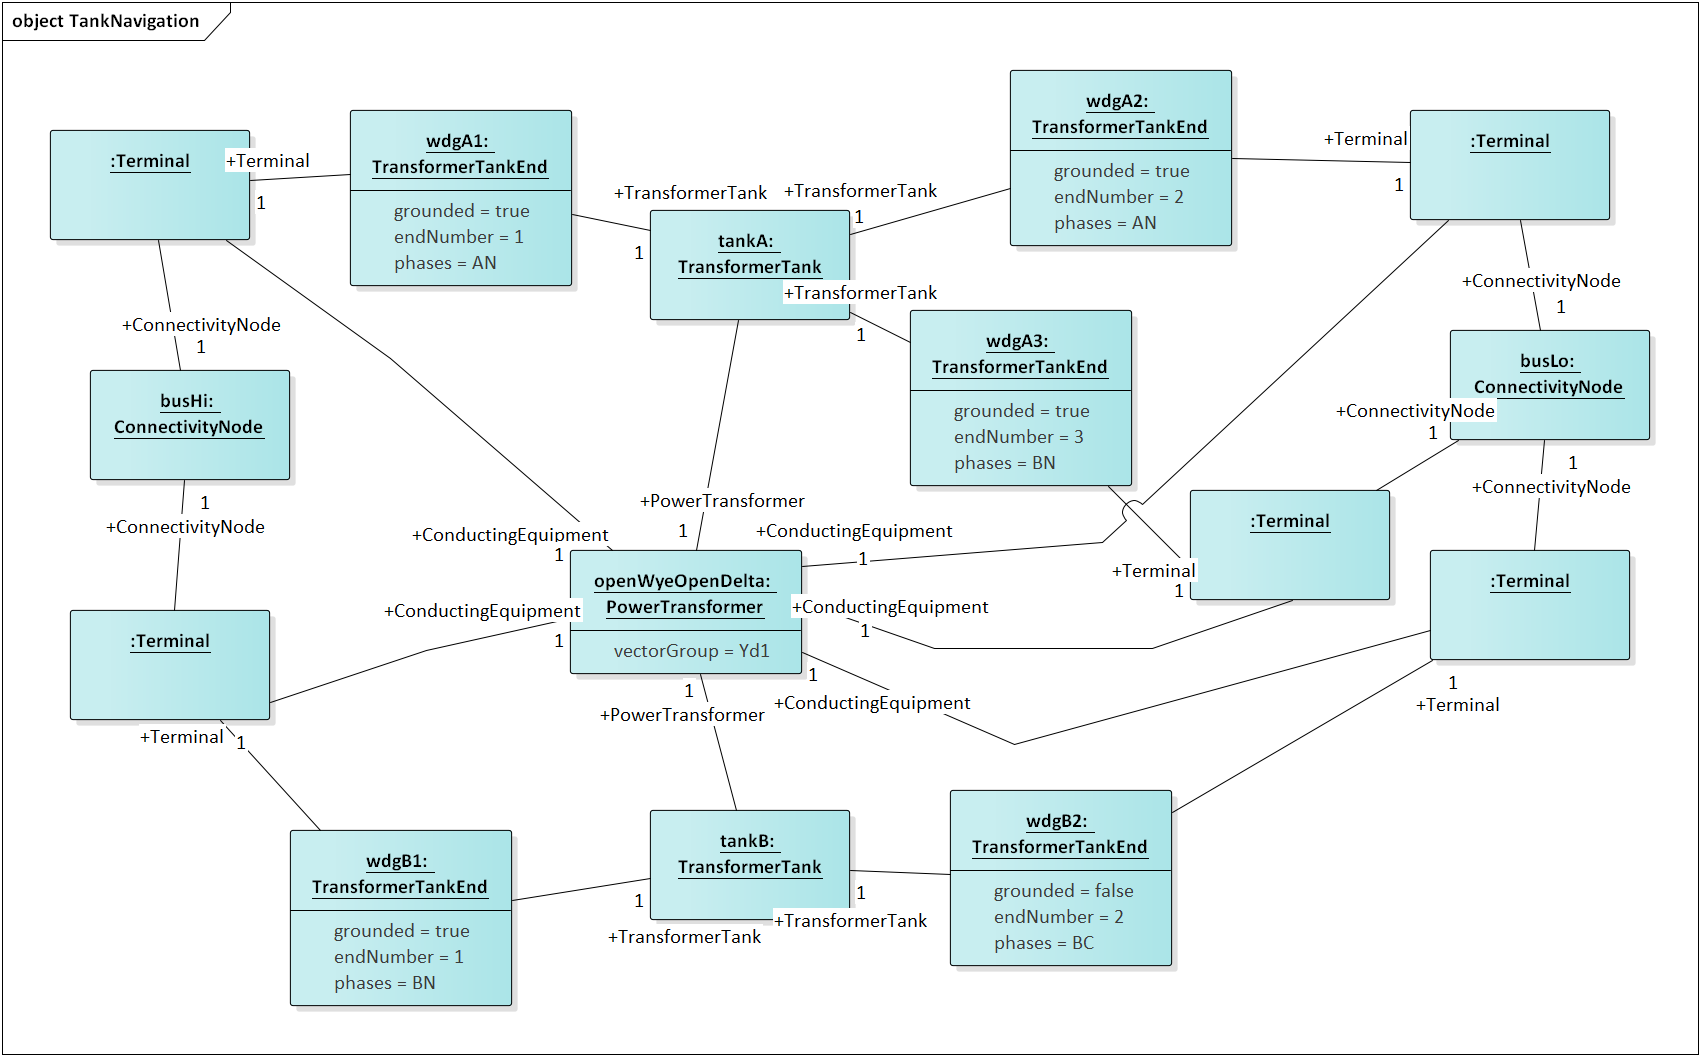 object TankNavigation
wdgA1:
TransformerTankEnd
grounded = true
endNumber = 1
phases = AN
wdgA2:
TransformerTankEnd
grounded = true
endNumber = 2
phases = AN
:Terminal
+Terminal
1
:Terminal
+Terminal
1
+TransformerTank
1
+TransformerTank
1
tankA:
TransformerTank
+TransformerTank
1
wdgA3:
TransformerTankEnd
grounded = true
endNumber = 3
phases = BN
+ConnectivityNode
1
+ConnectivityNode
1
busHi:
ConnectivityNode
busLo:
ConnectivityNode
+ConnectivityNode
1
1
+ConnectivityNode
1
+ConnectivityNode
+PowerTransformer
1
+ConductingEquipment
1
+ConductingEquipment
1
:Terminal
+Terminal
1
:Terminal
openWyeOpenDelta:
PowerTransformer
vectorGroup = Yd1
+ConductingEquipment
1
+ConductingEquipment
1
:Terminal
+Terminal
1
1
+PowerTransformer
1
+ConductingEquipment
1
+Terminal
tankB:
TransformerTank
wdgB1:
TransformerTankEnd
grounded = true
endNumber = 1
phases = BN
1
+TransformerTank
1
+TransformerTank
wdgB2:
TransformerTankEnd
grounded = false
endNumber = 2
phases = BC